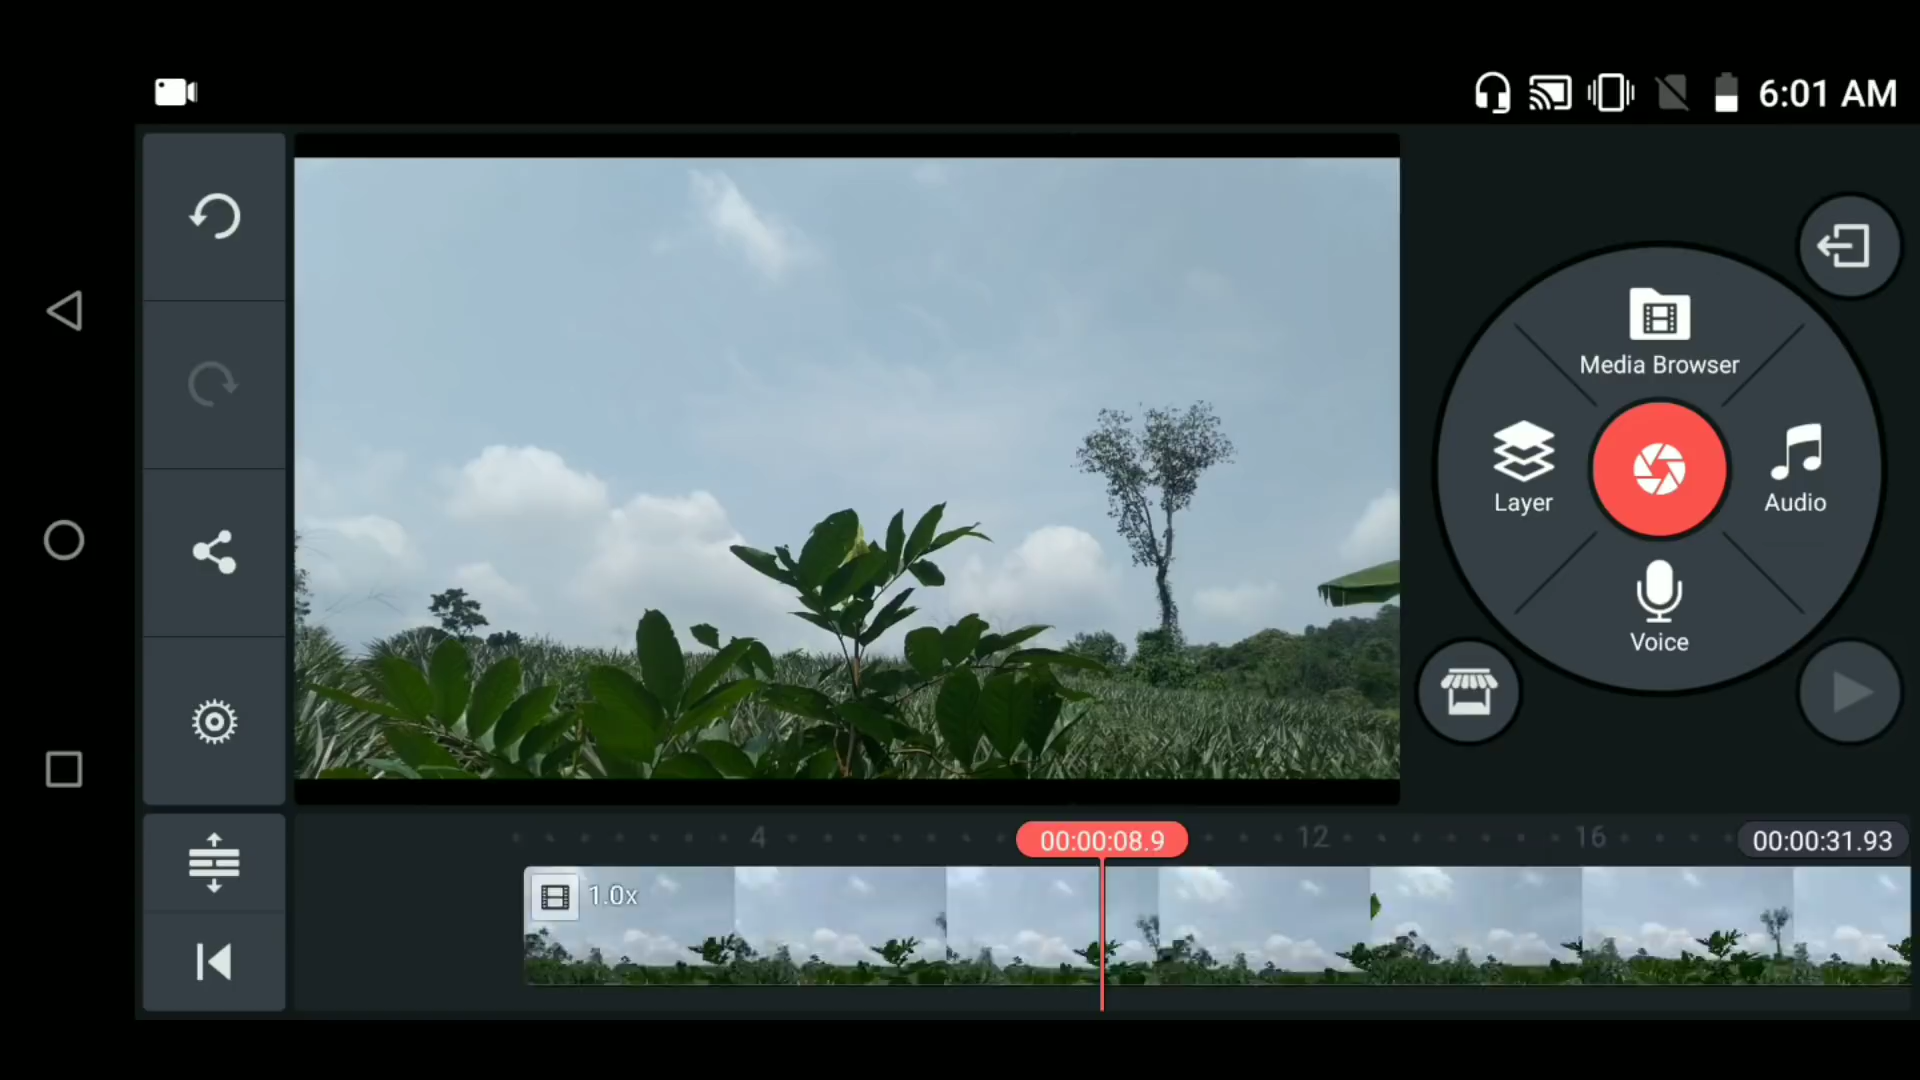 6:01 AM
Media Browser
Layer
Audio
Voice
4
00:00:08.9
12
16
00:00:31.93
1.0x